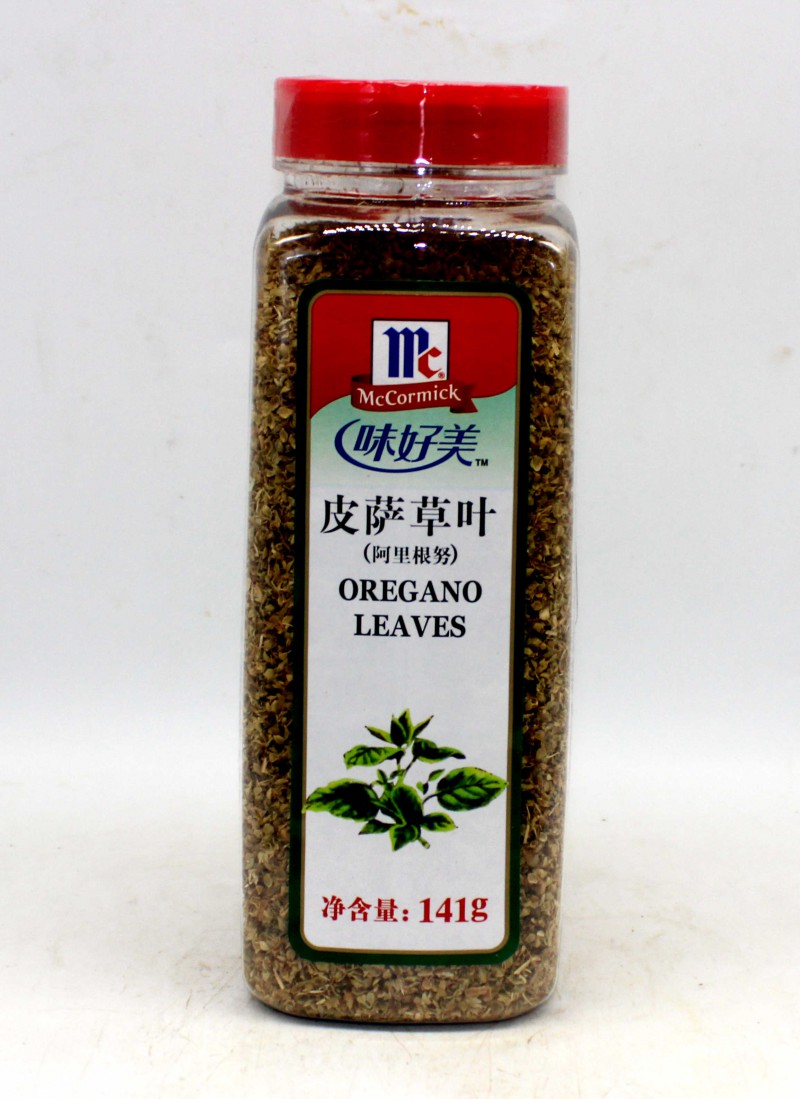 Mc®
McCormick
味好美™
皮萨草叶
(阿里根努)
OREGANO
LEAVES
净含量: 141g